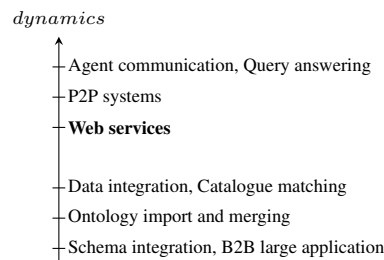 dynamics
Agent communication, Query answering
P2P systems
Web services
Data integration, Catalogue matching
Ontology import and merging
Schema integration, B2B large application